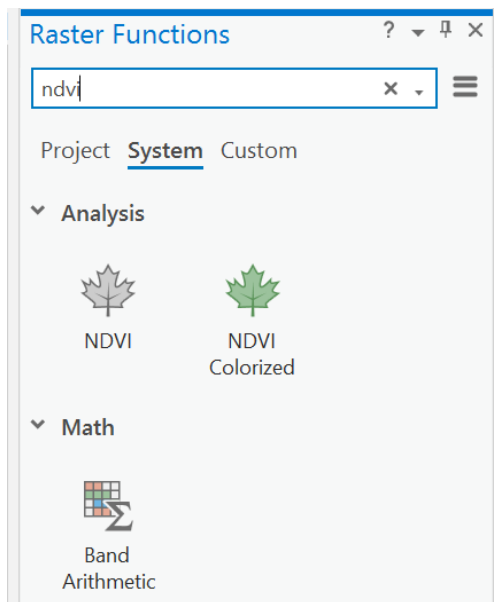 Raster Functions ?
ndvi
Project System Custom
Analysis
NDVI NDVI
Colorized
Math
Band
Arithmetic